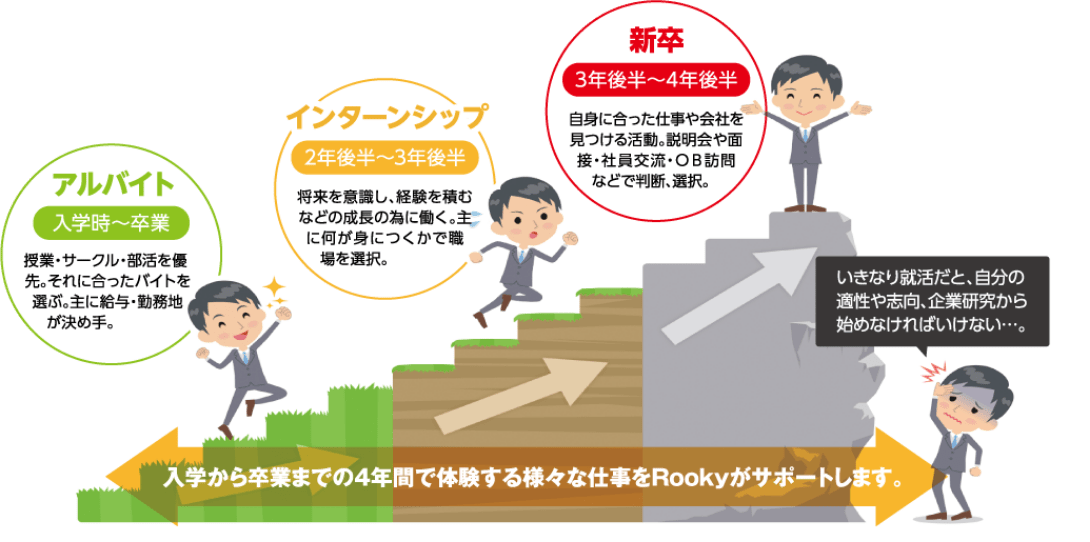 アルバイト
入学時～卒業
授業・サークル・部活を優
先。それに合ったバイトを
選ぶ。主に給与・勤務地
が決め手。
インターンシップ
2年後半～3年後半
将来を意識し、経験を積む
などの成長の為に働く。主
に何が身につくかで職
場を選択。
新卒
3年後半～4年後半
自身に合った仕事や会社を
見つける活動。説明会や面
接・社員交流・ＯＢ訪問
などで判断、選択。
いきなり就活だと、自分の
適性や志向、企業研究から
始めなければいけない…。
入学から卒業までの4年間で体験する様々な仕事をRookyがサポートします。